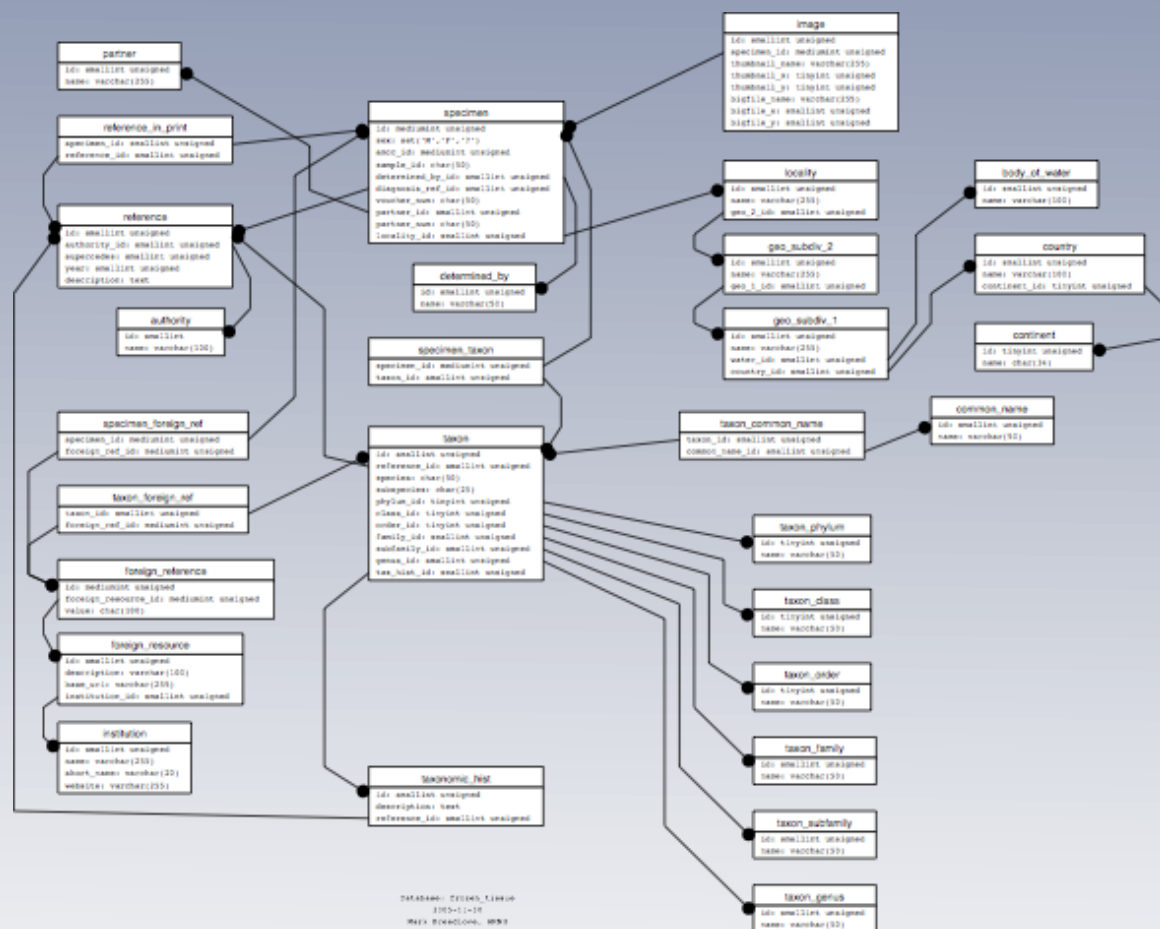 partner
id: smallint unsigned
name: varchar(255)
reference_in_print
specimen_id: smallint unsigned
reference_id: smallint unsigned
reference
id: smallint unsigned
authority_id: smallint unsigned
supercedes: smallint unsigned
year: smallint unsigned
description: text
authority
id: smallint
name: varchar(100)
specimen_foreign_ref
specimen_id: mediumint unsigned
foreign_ref_id: mediumint unsigned
taxon_foreign_ref
taxon_id: smallint unsigned
foreign_ref_id: mediumint unsigned
foreign_reference
id: mediumint unsigned
foreign_resource_id: mediumint unsigned
value: char(100)
foreign_resource
id: smallint unsigned
description: varchar(100)
base_uri: varchar(255)
institution_id: smallint unsigned
institution
id: smallint unsigned
name: varchar(255)
short_name: varchar(20)
website: varchar(255)
specimen
id: mediumint unsigned
sex: set('M','F','?')
amcc_id: mediumint unsigned
sample_id: char(50)
determined_by_id: smallint unsigned
diagnosis_ref_id: smallint unsigned
voucher_num: char(50)
partner_id: smallint unsigned
partner_num: char(50)
locality_id: smallint unsigned
determined_by
id: smallint unsigned
name: varchar(50)
specimen_taxon
specimen_id: mediumint unsigned
taxon_id: smallint unsigned
taxon
id: smallint unsigned
reference_id: smallint unsigned
species: char(50)
subspecies: char(25)
phylum_id: tinyint unsigned
class_id: tinyint unsigned
order_id: tinyint unsigned
family_id: smallint unsigned
subfamily_id: smallint unsigned
genus_id: smallint unsigned
tax_hist_id: smallint unsigned
taxonomic_hist
id: smallint unsigned
description: text
reference_id: smallint unsigned
image
id: smallint unsigned
specimen_id: mediumint unsigned
thumbnail_name: varchar(255)
thumbnail_x: tinyint unsigned
thumbnail_y: tinyint unsigned
bigfile_name: varchar(255)
bigfile_x: smallint unsigned
bigfile_y: smallint unsigned
locality
id: smallint unsigned
name: varchar(255)
geo_2_id: smallint unsigned
geo_subdiv_2
id: smallint unsigned
name: varchar(255)
geo_1_id: smallint unsigned
geo_subdiv_1
id: smallint unsigned
name: varchar(255)
water_id: smallint unsigned
country_id: smallint unsigned
body_of_water
id: smallint unsigned
name: varchar(100)
country
id: smallint unsigned
name: varchar(100)
continent_id: tinyint unsigned
continent
id: tinyint unsigned
name: char(24)
taxon_common_name
taxon_id: smallint unsigned
common_name_id: smallint unsigned
common_name
id: smallint unsigned
name: varchar(50)
taxon_phylum
id: tinyint unsigned
name: varchar(50)
taxon_class
id: tinyint unsigned
name: varchar(50)
taxon_order
id: tinyint unsigned
name: varchar(50)
taxon_family
id: smallint unsigned
name: varchar(50)
taxon_subfamily
id: smallint unsigned
name: varchar(50)
taxon_genus
id: smallint unsigned
name: varchar(50)
Database: frozen_tissue
Mark Breedlove,